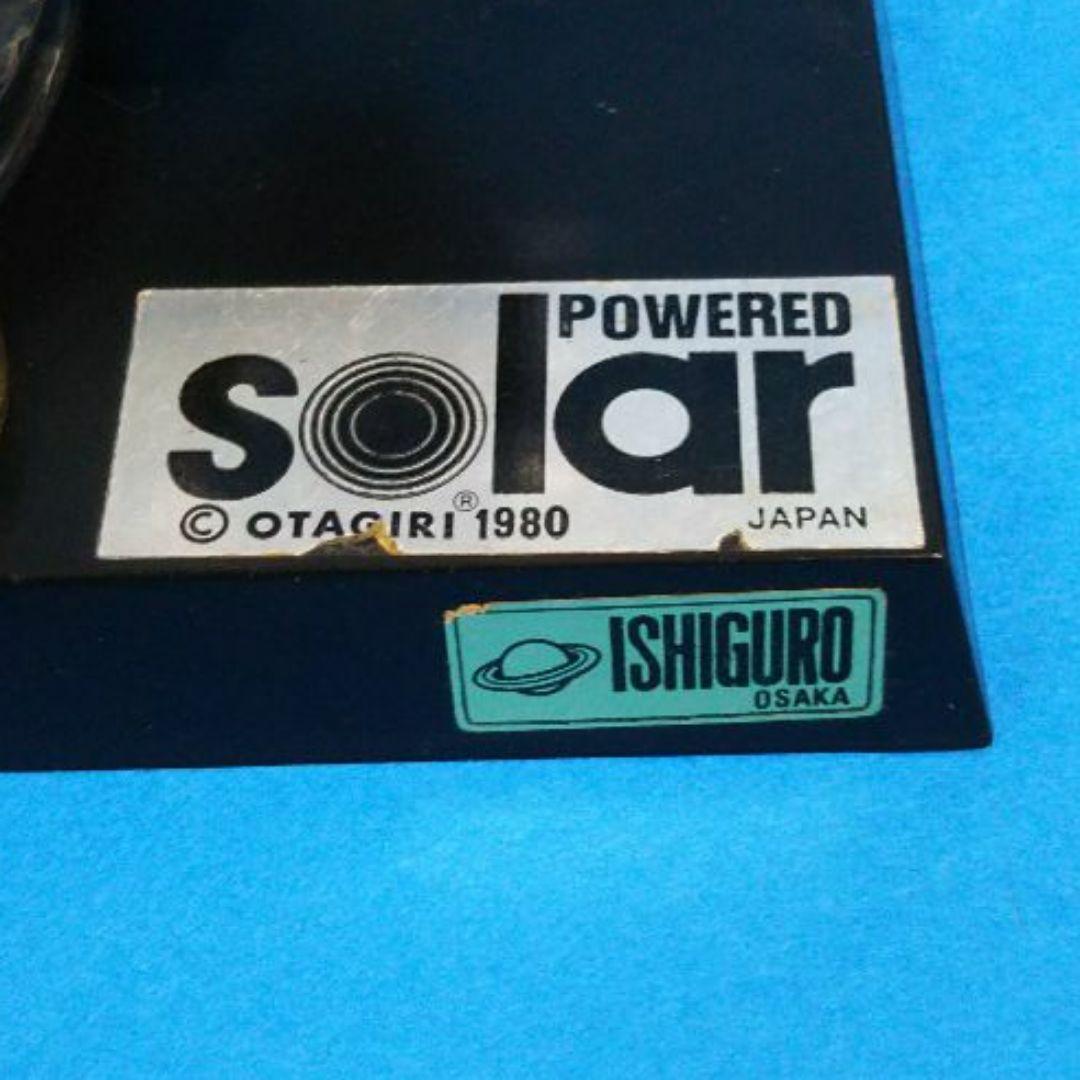 POWERED
solar
© OTAGIRI® 1980 JAPAN
ISHIGURO
OSAKA